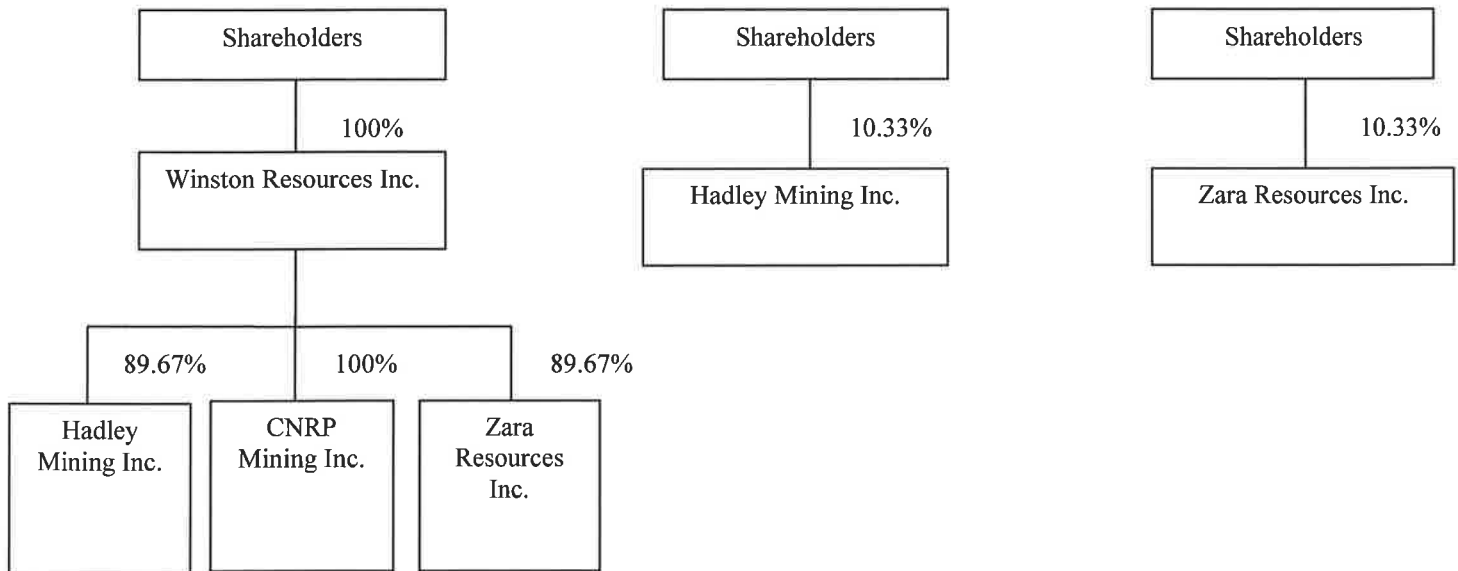 Shareholders
Shareholders
Shareholders
100%
10.33%
10.33%
Winston Resources Inc.
Hadley Mining Inc.
Zara Resources Inc.
89.67%
100%
89.67%
Hadley
Mining Inc.
CNRP
Mining Inc.
Zara
Resources
Inc.